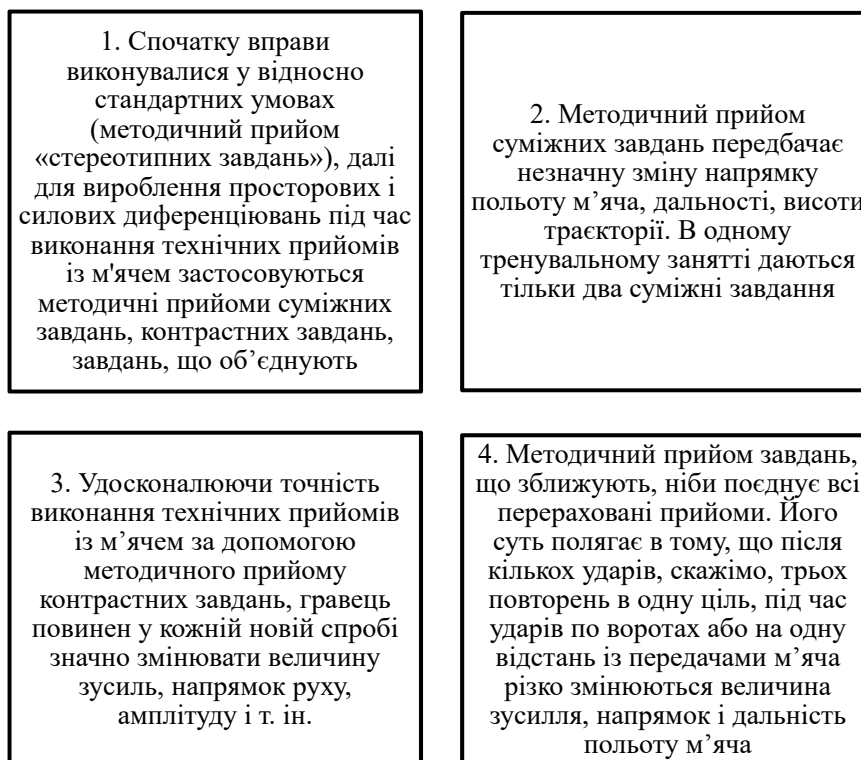 1. Спочатку вправи
виконувалися у відносно
стандартних умовах
(методичний прийом
«стереотипних завдань»), далі
для вироблення просторових і
силових диференціювань під час
виконання технічних прийомів
із м'ячем застосовуються
методичні прийоми суміжних
завдань, контрастних завдань,
завдань, що об’єднують
2. Методичний прийом
суміжних завдань передбачає
незначну зміну напрямку
польоту м’яча, дальності, висоти
траєкторії. В одному
тренувальному занятті даються
тільки два суміжні завдання
3. Удосконалюючи точність
виконання технічних прийомів
із м’ячем за допомогою
методичного прийому
контрастних завдань, гравець
повинен у кожній новій спробі
значно змінювати величину
зусиль, напрямок руху,
амплітуду і т. ін.
4. Методичний прийом завдань,
що зближують, ніби поєднує всі
перераховані прийоми. Його
суть полягає в тому, що після
кількох ударів, скажімо, трьох
повторень в одну ціль, під час
ударів по воротах або на одну
відстань із передачами м’яча
різко змінюються величина
зусилля, напрямок і дальність
польоту м’яча